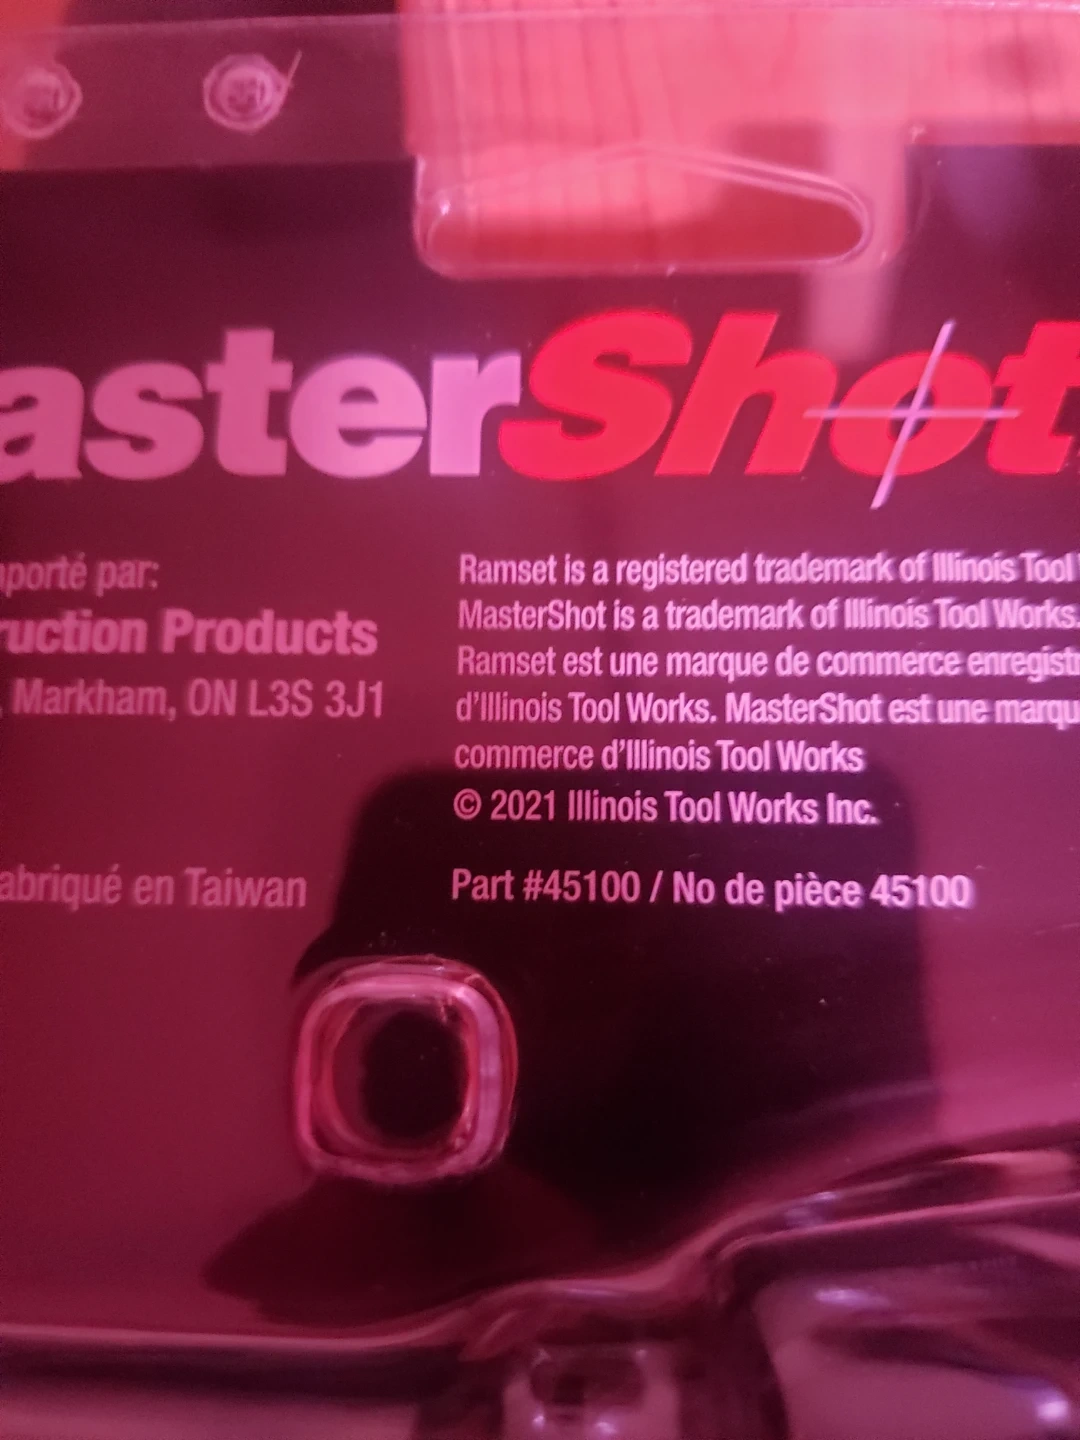 asterShot
porté par:
ruction Products
, Markham, ON L3S 3J1
abriqué en Taiwan
Ramset is a registered trademark of Illinois Tool
MasterShot is a trademark of Illinois Tool Works.
Ramset est une marque de commerce enregist
d'Illinois Tool Works. MasterShot est une marqu
commerce d'Illinois Tool Works
© 2021 Illinois Tool Works Inc.
Part #45100 / No de pièce 45100